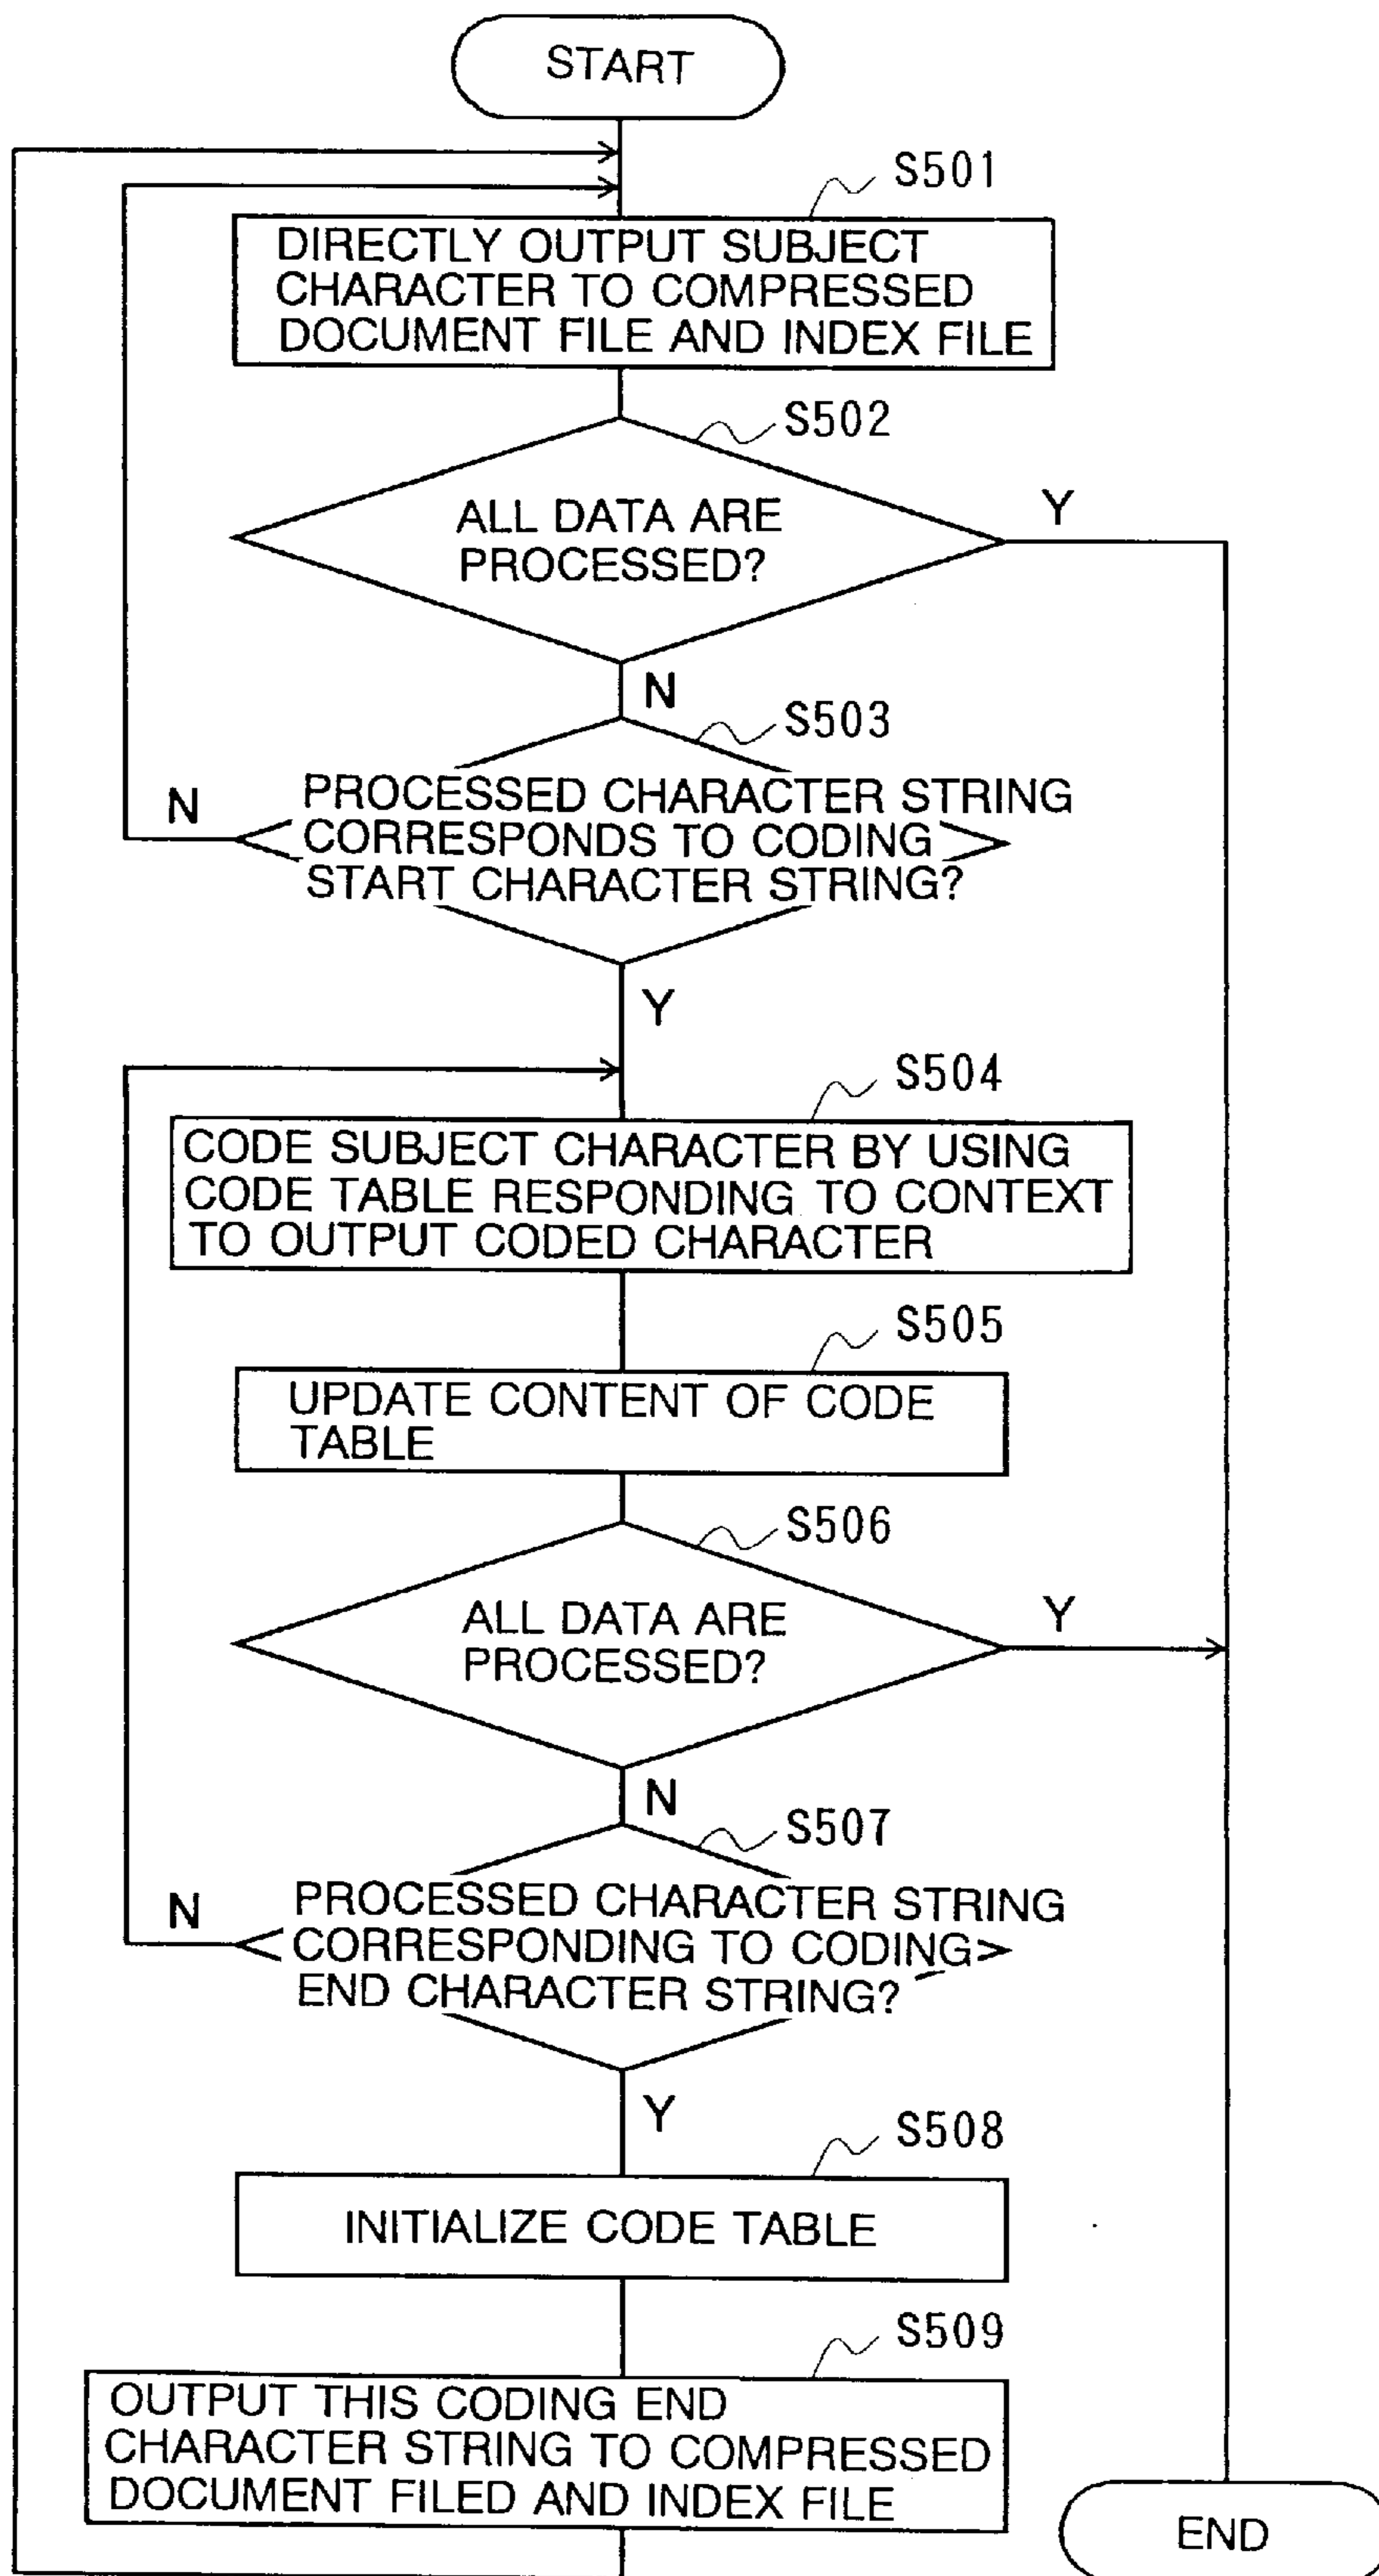 START
S501
DIRECTLY OUTPUT SUBJECT
CHARACTER TO COMPRESSED
DOCUMENT FILE AND INDEX FILE
S502
ALL DATA ARE
PROCESSED?
Y
N
S503
PROCESSED CHARACTER STRING
N
CORRESPONDS TO CODING
START CHARACTER STRING?
Y
S504
CODE SUBJECT CHARACTER BY USING
CODE TABLE RESPONDING TO CONTEXT
TO OUTPUT CODED CHARACTER
S505
UPDATE CONTENT OF CODE
TABLE
S506
ALL DATA ARE
PROCESSED?
Y
N
S507
PROCESSED CHARACTER STRING
N
CORRESPONDING TO CODING
END CHARACTER STRING?
Y
S508
INITIALIZE CODE TABLE
S509
OUTPUT THIS CODING END
CHARACTER STRING TO COMPRESSED
DOCUMENT FILED AND INDEX FILE
END